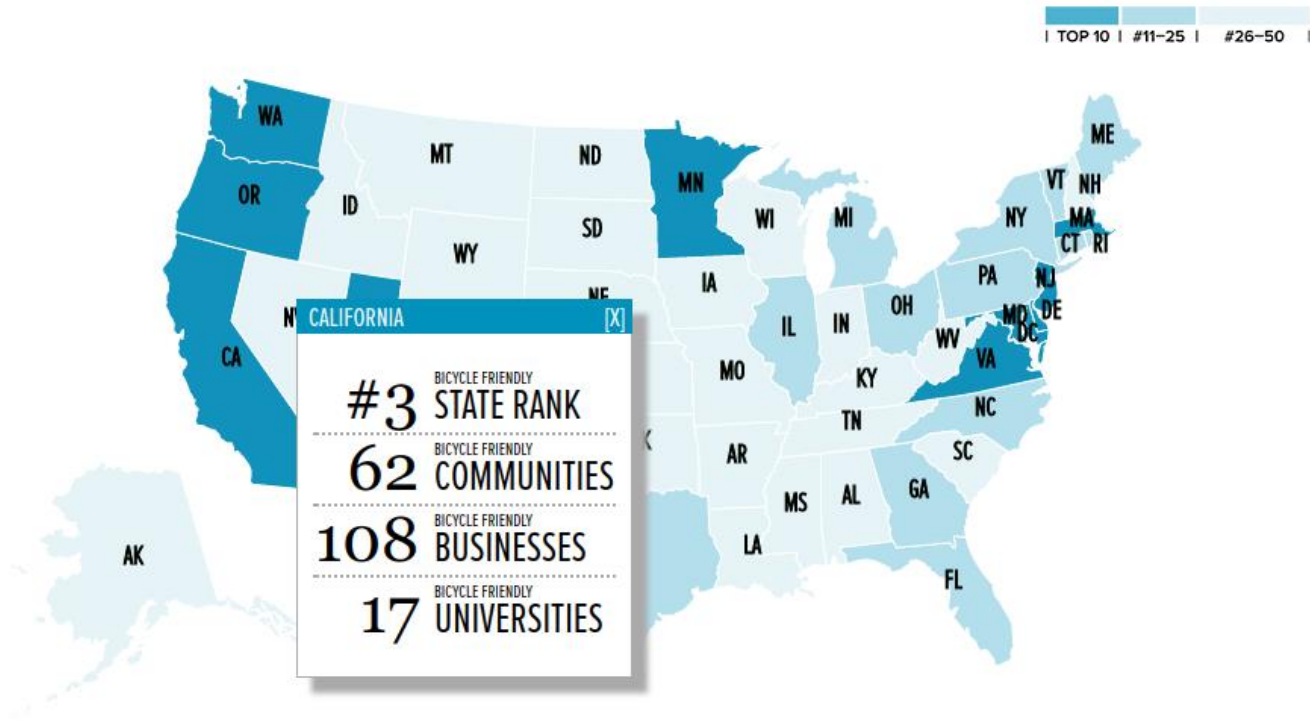 TOP 10 #11–25 #26–50
WA
MT
ND
MN
ME
VT
NH
OR
ID
SD
WI
MI
NY
MA
CT
RI
WY
IA
PA
NJ
NE
OH
DE
MD
IL
IN
DC
WV
VA
CA
MO
KY
NC
TN
AR
SC
MS
AL
GA
LA
AK
FL
CALIFORNIA [X]
BICYCLE FRIENDLY
#3 STATE RANK
BICYCLE FRIENDLY
62 COMMUNITIES
BICYCLE FRIENDLY
108 BUSINESSES
BICYCLE FRIENDLY
17 UNIVERSITIES